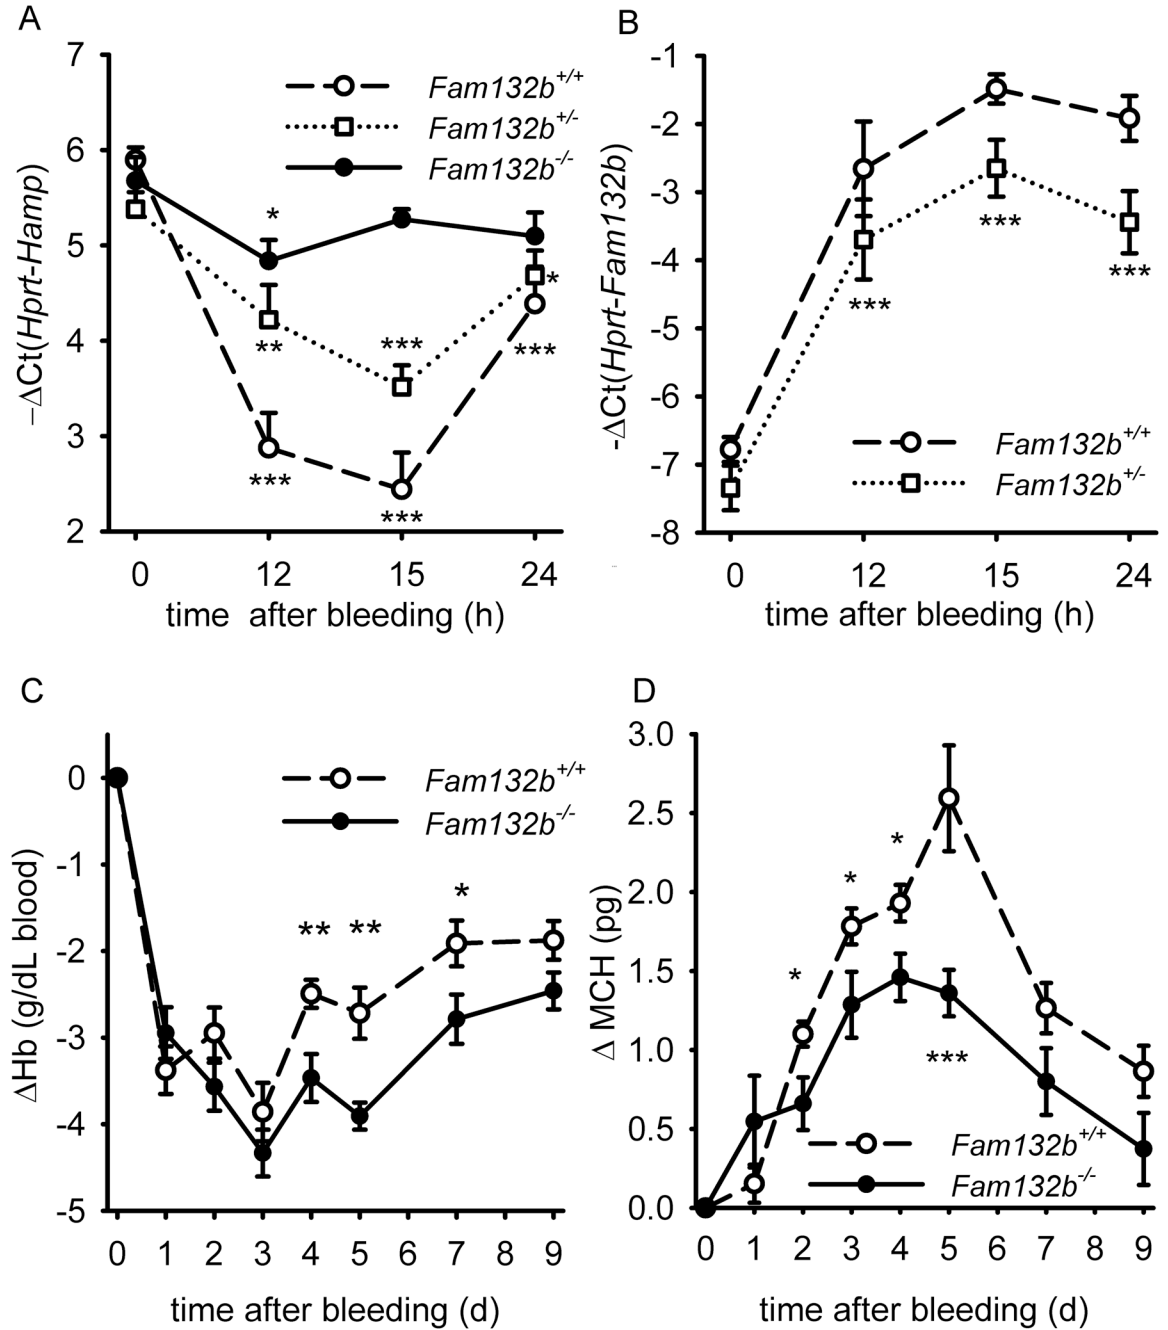 A
7
6
5
4
3
2
−ΔCt(Hprt-Hamp)
Fam132b+/+
Fam132b+/-
Fam132b-/-
*
**
***
***
***
*
***
0 12 15 24
time after bleeding (h)
B
-1
-2
-3
-4
-5
-6
-7
-8
-ΔCt(Hprt-Fam132b)
***
***
***
Fam132b+/+
Fam132b+/-
0 12 15 24
time after bleeding (h)
C
0
-1
-2
-3
-4
-5
ΔHb (g/dL blood)
Fam132b+/+
Fam132b-/-
** ** *
0 1 2 3 4 5 6 7 8 9
time after bleeding (d)
D
3.0
2.5
2.0
1.5
1.0
0.5
0.0
Δ MCH (pg)
*
*
*
***
Fam132b+/+
Fam132b-/-
0 1 2 3 4 5 6 7 8 9
time after bleeding (d)